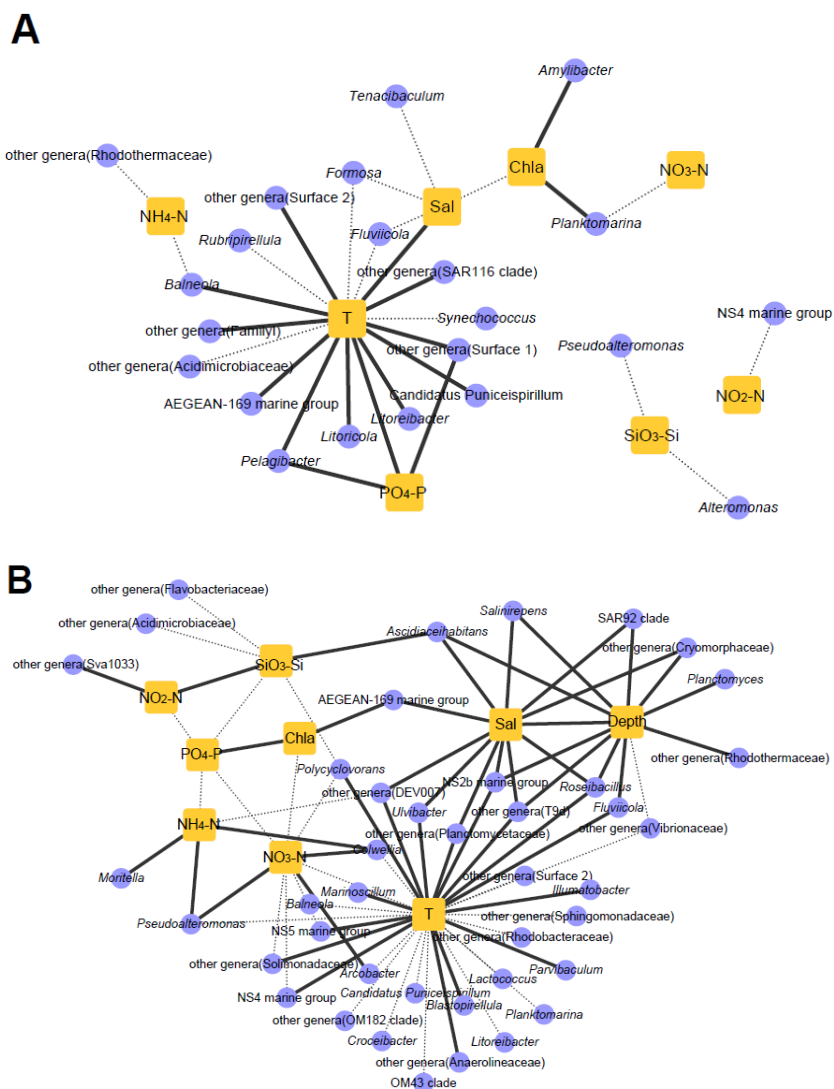 A
Amylibacter
Tenacibaculum
other genera(Rhodothermaceae)
Chla
NO3-N
Formosa
other genera(Surface 2)
NH4-N
Sal
Planktomarina
Rubripirellula
Fluviicola
other genera(SAR116 clade)
Balneola
NS4 marine group
T
Synechococcus
other genera(FamilyI)
Pseudoalteromonas
other genera(Surface 1)
other genera(Acidimicrobiaceae)
Candidatus Puniceispirillum
NO2-N
AEGEAN-169 marine group
Litoreibacter
Litoricola
SiO3-Si
Pelagibacter
PO4-P
Alteromonas
B
other genera(Flavobacteriaceae)
other genera(Acidimicrobiaceae)
Salinirepens
SAR92 clade
Ascidiaceihabitans
other genera(Cryomorphaceae)
other genera(Sva1033)
SiO3-Si
Planctomyces
NO2-N
AEGEAN-169 marine group
Sal
Depth
Chla
PO4-P
other genera(Rhodothermaceae)
Polycyclovorans
NS2b marine group
Roseibacillus
other genera(DEV007)
Ulvibacter
other genera(T9d)
Fluviicola
NH4-N
other genera(Planctomycetaceae)
other genera(Vibrionaceae)
Colwellia
NO3-N
Moritella
other genera(Surface 2)
Marinoscillum
Illumatobacter
Balneola
T
other genera(Sphingomonadaceae)
Pseudoalteromonas
NS5 marine group
other genera(Rhodobacteraceae)
other genera(Solimonadaceae)
Arcobacter
Parvibaculum
Lactococcus
NS4 marine group
Candidatus Puniceispirillum
Blastopirellula
Planktomarina
other genera(OM182 clade)
Croceibacter
Litoreibacter
other genera(Anaerolineaceae)
OM43 clade